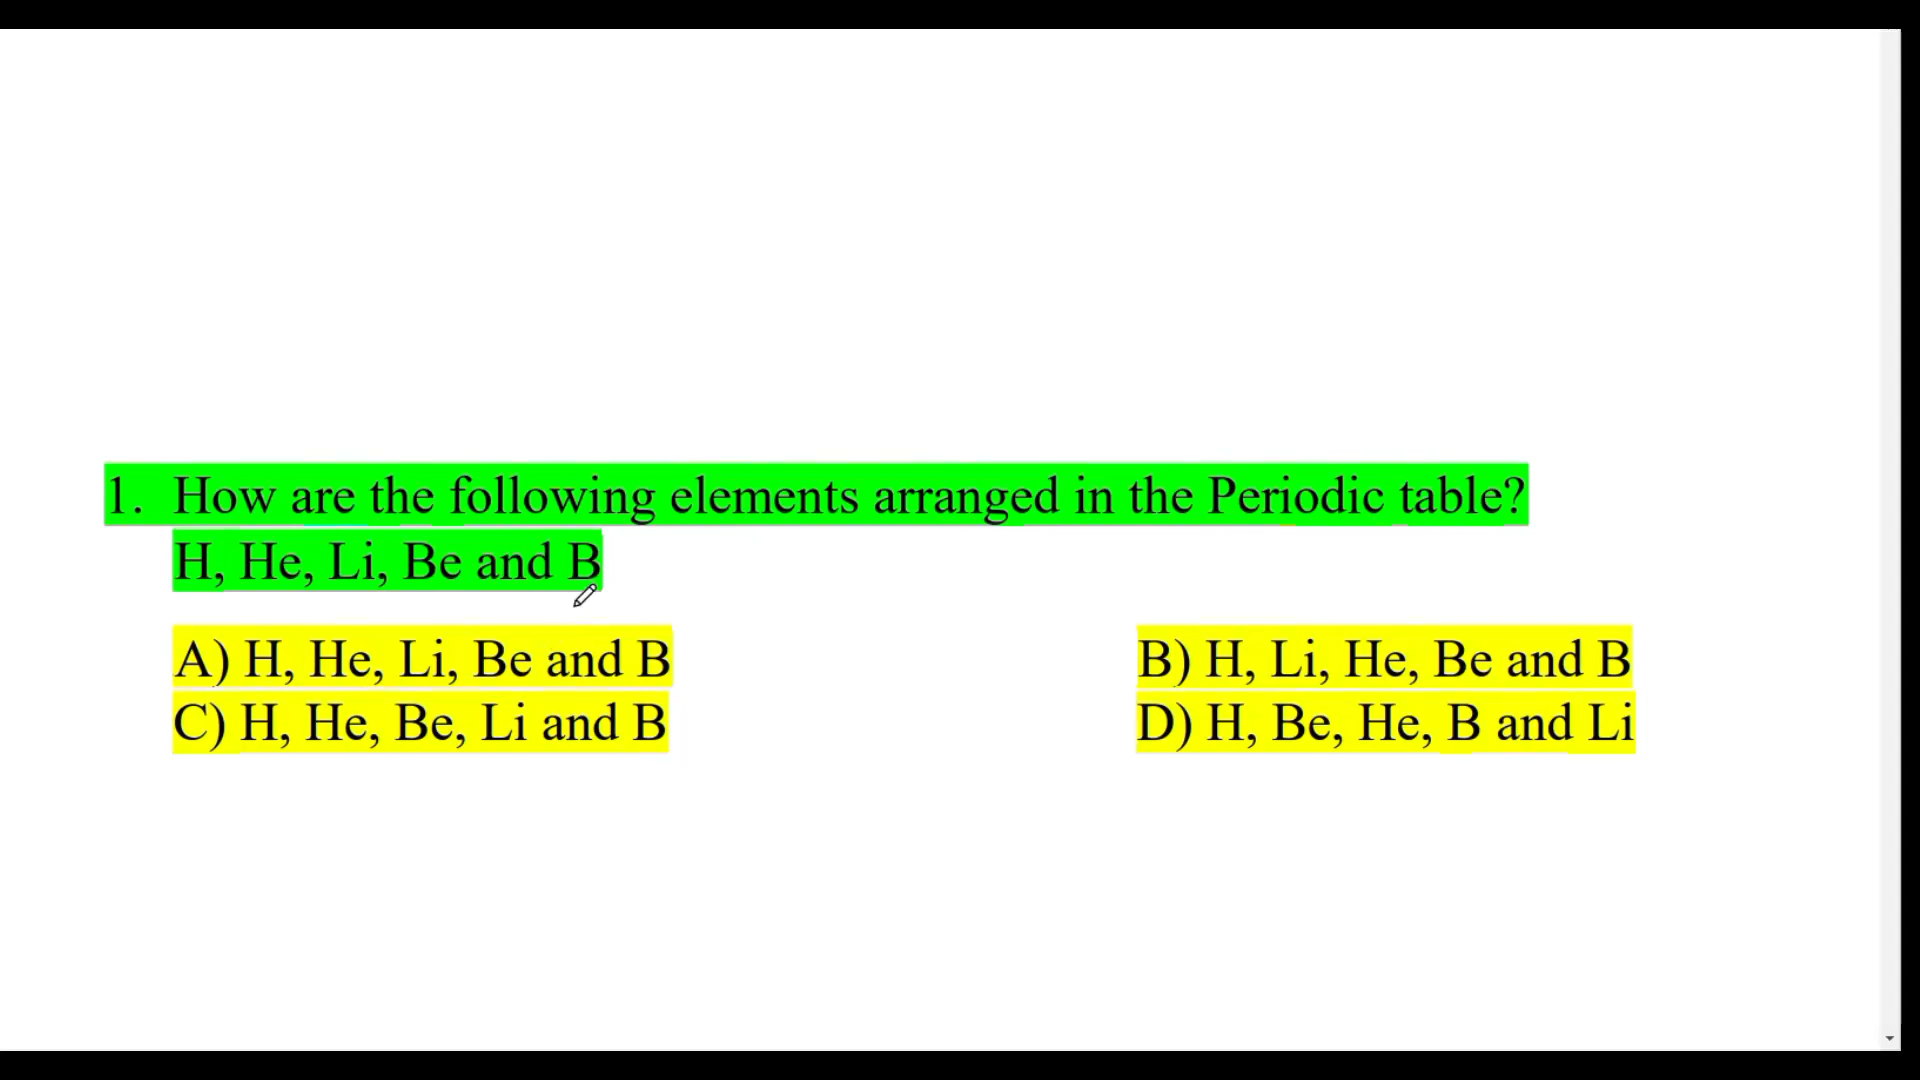 1. How are the following elements arranged in the Periodic table?
H, He, Li, Be and B
A) H, He, Li, Be and B
B) H, Li, He, Be and B
C) H, He, Be, Li and B
D) H, Be, He, B and Li